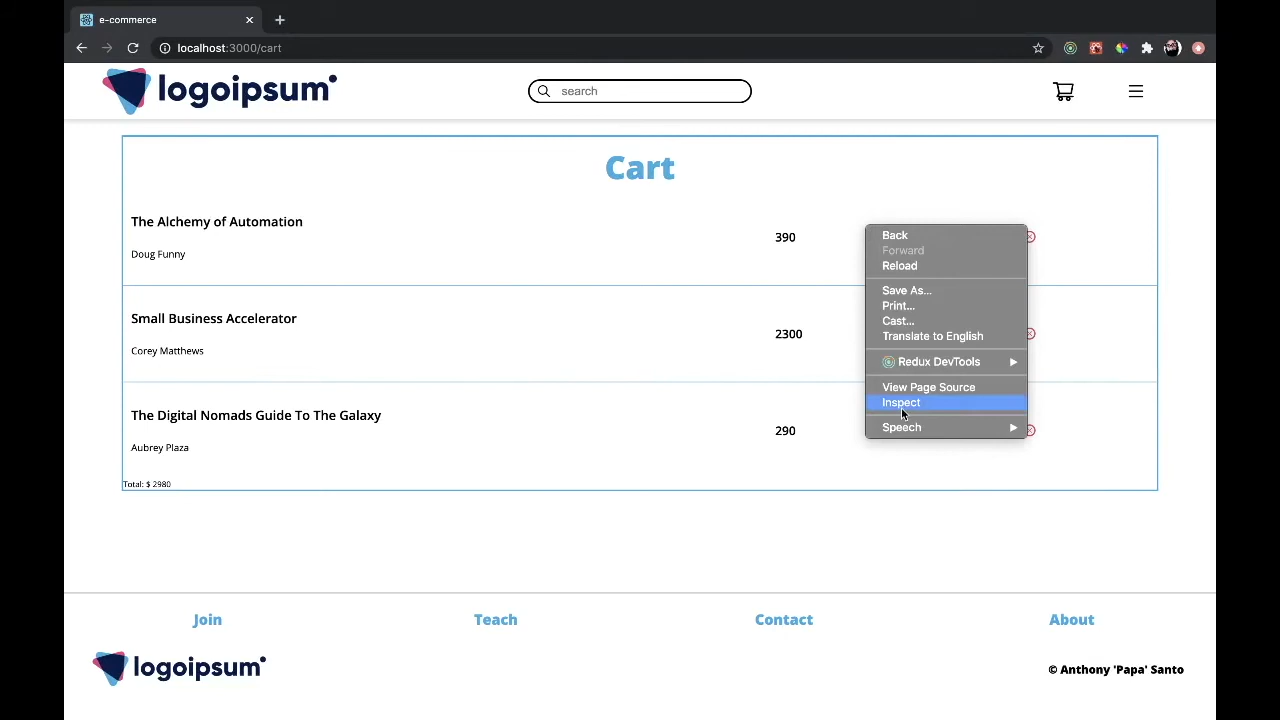 e-commerce
localhost:3000/cart
logoipsum
search
Cart
The Alchemy of Automation
Doug Funny
390
Small Business Accelerator
Corey Matthews
2300
The Digital Nomads Guide To The Galaxy
Aubrey Plaza
290
Total: $ 2980
Back
Forward
Reload
Save As...
Print...
Cast...
Translate to English
Redux DevTools
View Page Source
Inspect
Speech
Join
Teach
Contact
About
logoipsum
© Anthony 'Papa' Santo